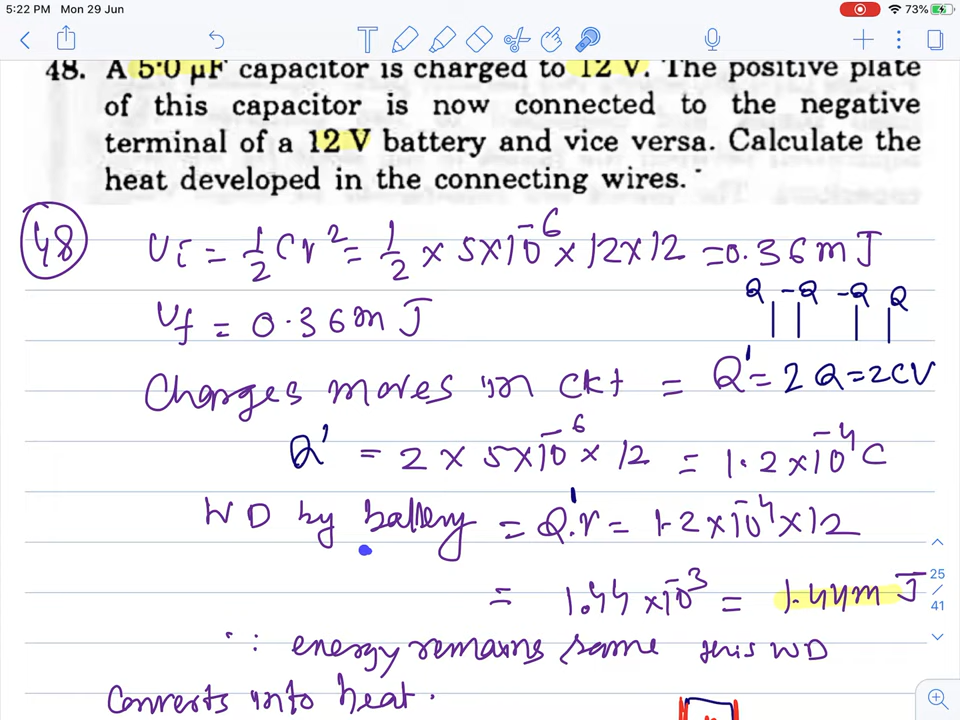 5:22 PM Mon 29 Jun
73%
T
48. A 5·0 μF capacitor is charged to 12 V. The positive plate
of this capacitor is now connected to the negative
terminal of a 12 V battery and vice versa. Calculate the
heat developed in the connecting wires.
48
Ui = 1/2 CV² = 1/2 × 5×10⁻⁶ × 12×12 = 0.36 mJ
Q -Q -Q Q
Uf = 0.36 mJ
Charges moves in ckt = Q' = 2Q = 2CV
Q' = 2 × 5×10⁻⁶ × 12 = 1.2×10⁻⁴ C
WD by battery = Q'.V = 1.2×10⁻⁴×12
= 1.44×10⁻³ = 1.44mJ
∵ energy remains same this WD
converts into heat.
25
/
41